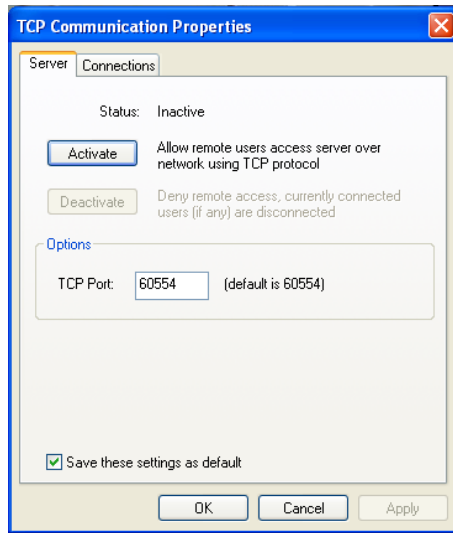 TCP Communication Properties
Server Connections
Status: Inactive
Activate Allow remote users access server over
network using TCP protocol
Deactivate Deny remote access, currently connected
users (if any) are disconnected
Options
TCP Port: 60554 (default is 60554)
Save these settings as default
OK Cancel Apply